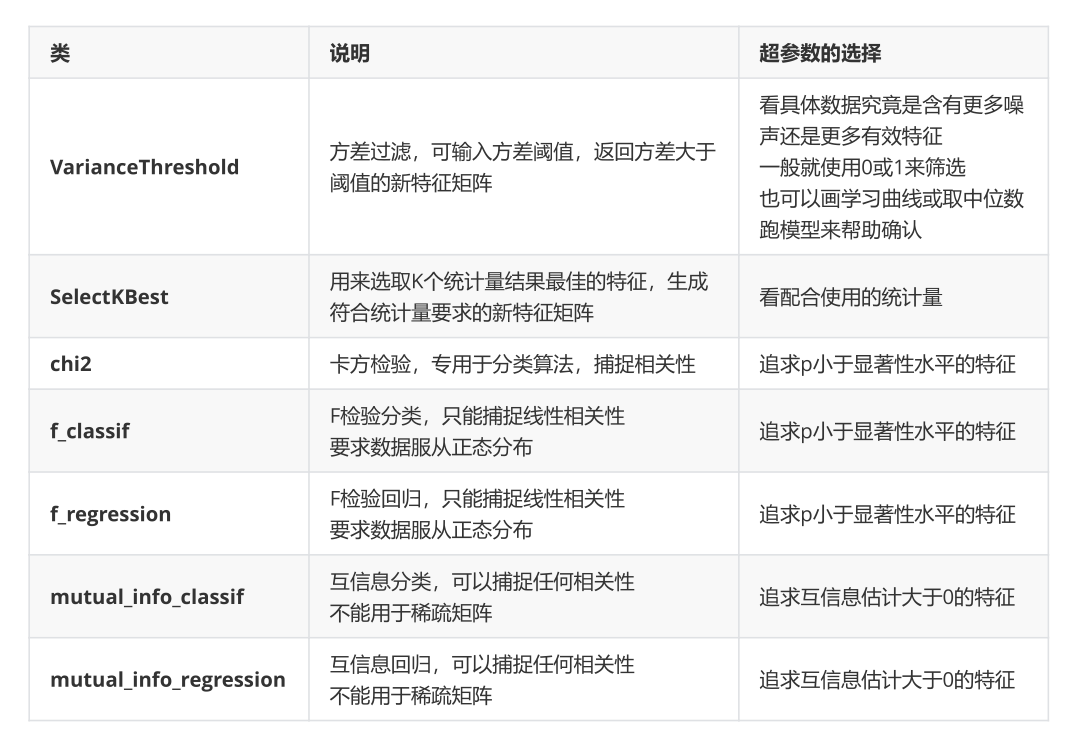 类
说明
超参数的选择
VarianceThreshold
方差过滤，可输入方差阈值，返回方差大于
阈值的新特征矩阵
看具体数据究竟是含有更多噪
声还是更多有效特征
一般就使用0或1来筛选
也可以画学习曲线或取中位数
跑模型来帮助确认
SelectKBest
用来选取K个统计量结果最佳的特征，生成
符合统计量要求的新特征矩阵
看配合使用的统计量
chi2
卡方检验，专用于分类算法，捕捉相关性
追求p小于显著性水平的特征
f_classif
F检验分类，只能捕捉线性相关性
要求数据服从正态分布
追求p小于显著性水平的特征
f_regression
F检验回归，只能捕捉线性相关性
要求数据服从正态分布
追求p小于显著性水平的特征
mutual_info_classif
互信息分类，可以捕捉任何相关性
不能用于稀疏矩阵
追求互信息估计大于0的特征
mutual_info_regression
互信息回归，可以捕捉任何相关性
不能用于稀疏矩阵
追求互信息估计大于0的特征